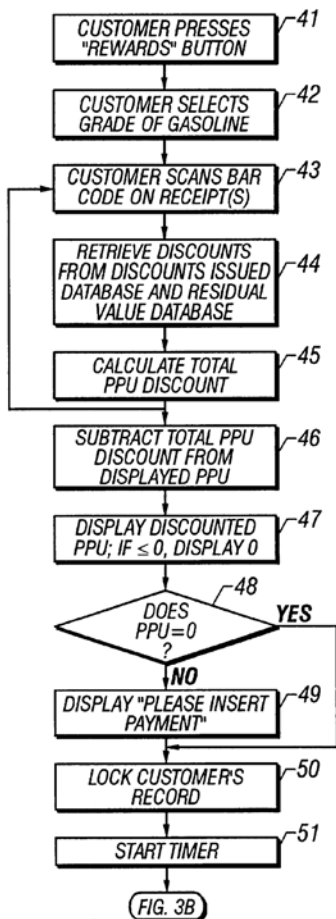 41
CUSTOMER PRESSES
"REWARDS" BUTTON
42
CUSTOMER SELECTS
GRADE OF GASOLINE
43
CUSTOMER SCANS BAR
CODE ON RECEIPT(S)
44
RETRIEVE DISCOUNTS
FROM DISCOUNTS ISSUED
DATABASE AND RESIDUAL
VALUE DATABASE
45
CALCULATE TOTAL
PPU DISCOUNT
46
SUBTRACT TOTAL PPU
DISCOUNT FROM
DISPLAYED PPU
47
DISPLAY DISCOUNTED
PPU; IF ≤ 0, DISPLAY 0
48
DOES
PPU=0
?
YES
NO
49
DISPLAY "PLEASE INSERT
PAYMENT"
50
LOCK CUSTOMER'S
RECORD
51
START TIMER
FIG. 3B